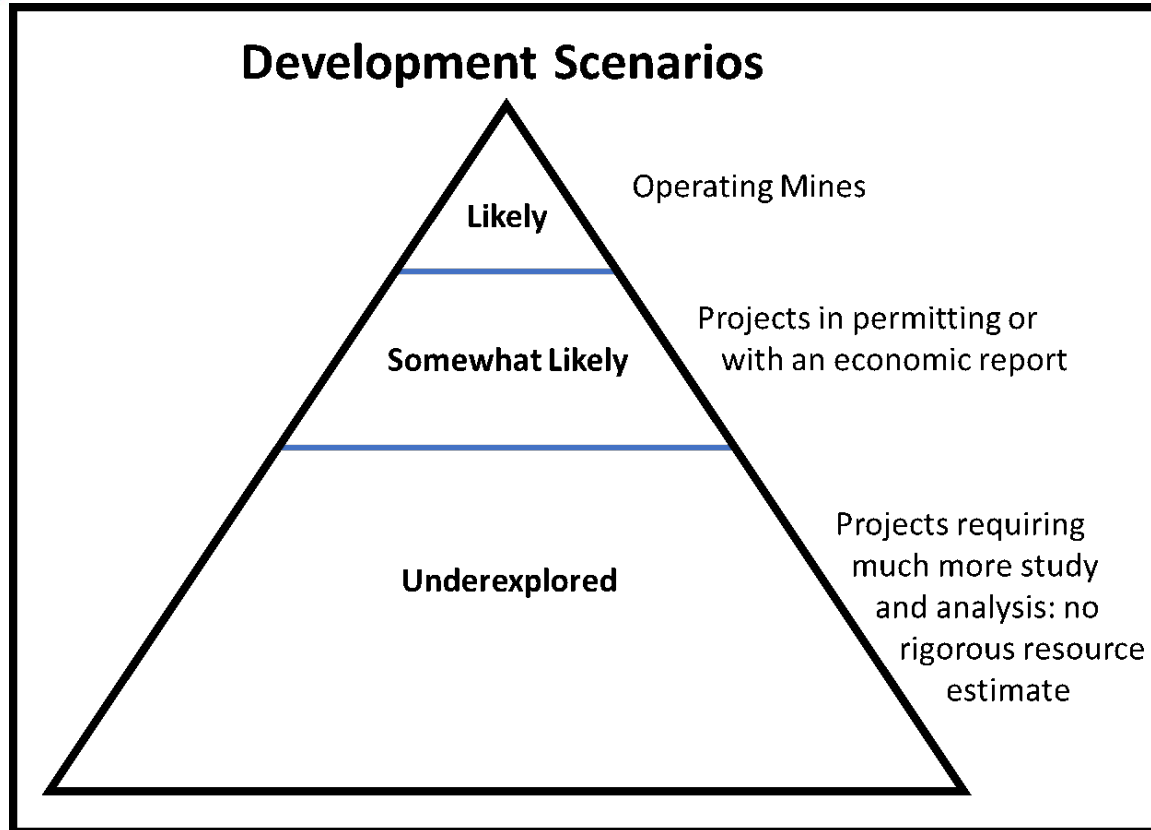 Development Scenarios
Operating Mines
Likely
Projects in permitting or
with an economic report
Somewhat Likely
Projects requiring
much more study
and analysis: no
rigorous resource
estimate
Underexplored